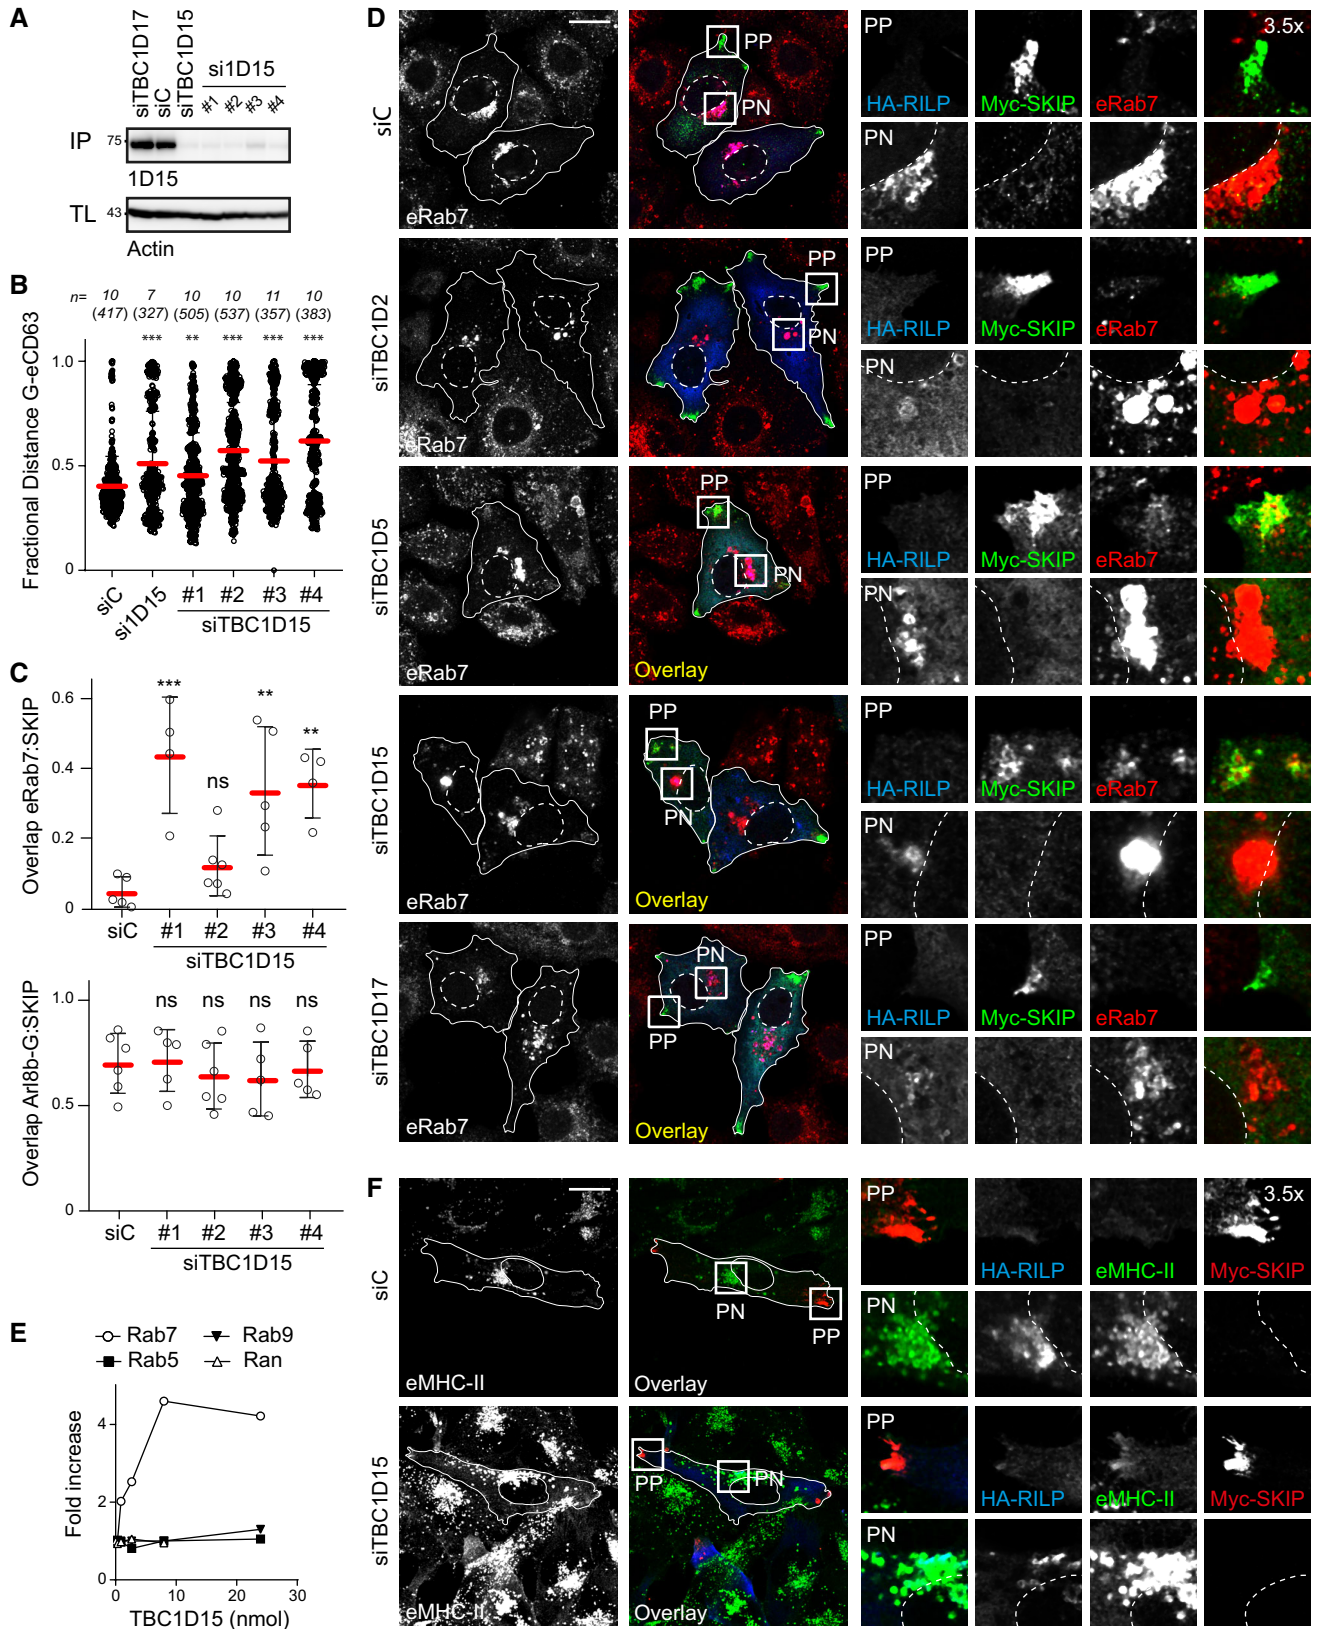 A
siTBC1D17
siC
siTBC1D15
si1D15
#1 #2 #3 #4
IP
75
1D15
TL
43
Actin
B
n= 10 7 10 10 11 10
(417) (327) (505) (537) (357) (383)
*** ** *** *** ***
Fractional Distance G-eCD63
1.0
0.5
0
siC si1D15 #1 #2 #3 #4
siTBC1D15
C
Overlap eRab7:SKIP
0.6
0.4
0.2
0
*** ns ** **
siC #1 #2 #3 #4
siTBC1D15
Overlap Arl8b-G:SKIP
1.0
0.5
0
ns ns ns ns
siC #1 #2 #3 #4
siTBC1D15
E
Rab7 Rab9
Rab5 Ran
Fold increase
4
2
0
0 10 20 30
TBC1D15 (nmol)
D
siC
eRab7
PP
PN
PP
3.5x
HA-RILP Myc-SKIP eRab7
PN
siTBC1D2
eRab7
PP
PN
PP
HA-RILP Myc-SKIP eRab7
PN
siTBC1D5
eRab7
PP
PN
Overlay
PP
HA-RILP Myc-SKIP eRab7
PN
siTBC1D15
eRab7
PP
PN
Overlay
PP
HA-RILP Myc-SKIP eRab7
PN
siTBC1D17
eRab7
PN
PP
Overlay
PP
HA-RILP Myc-SKIP eRab7
PN
F
siC
eMHC-II
PN
PP
Overlay
PP
3.5x
HA-RILP eMHC-II Myc-SKIP
PN
siTBC1D15
eMHC-II
PP
PN
Overlay
PP
HA-RILP eMHC-II Myc-SKIP
PN